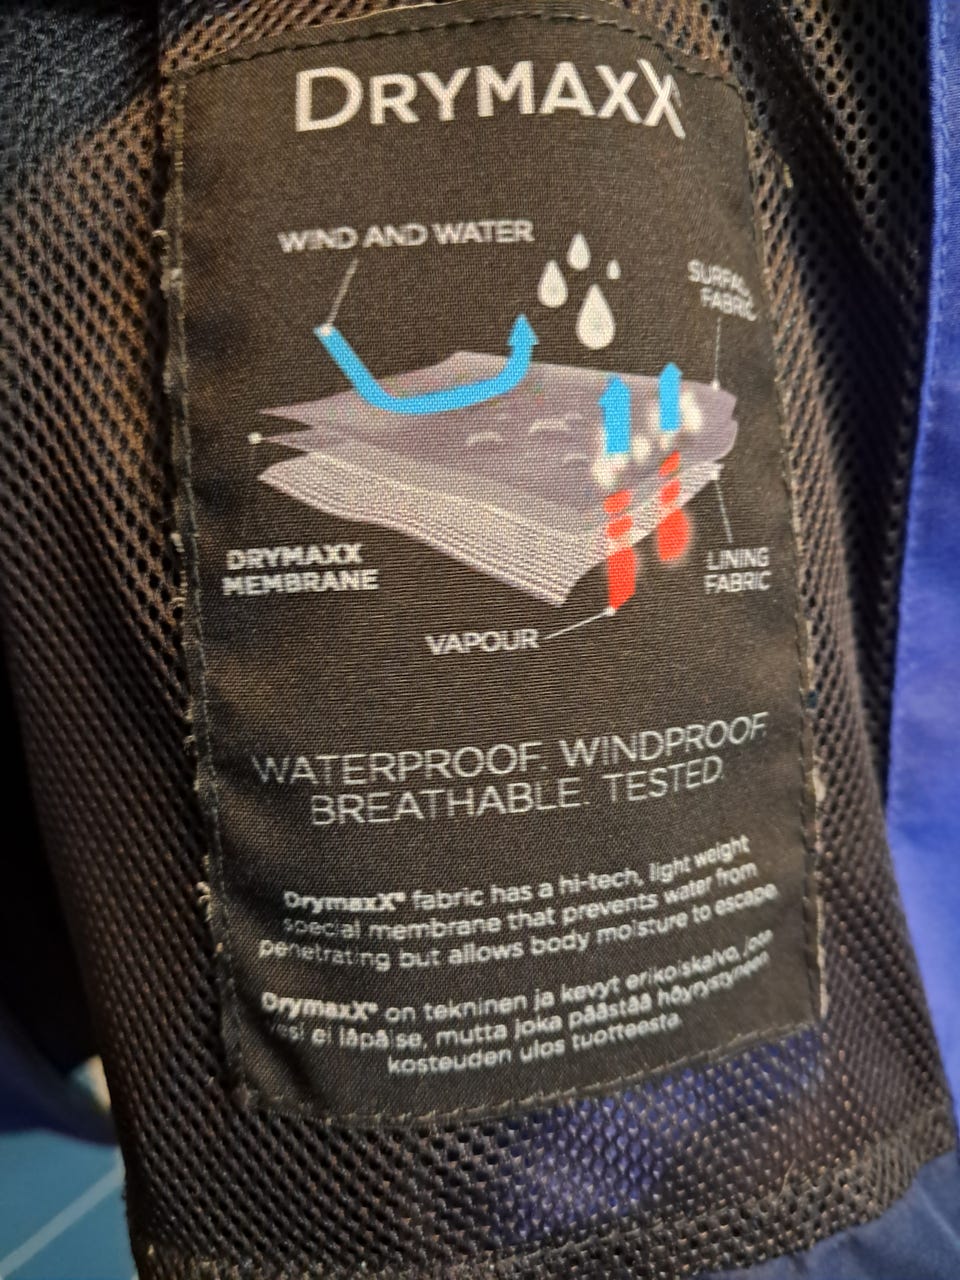 DRYMAXX
WIND AND WATER
SURFACE
FABRIC
DRYMAXX
MEMBRANE
LINING
FABRIC
VAPOUR
WATERPROOF. WINDPROOF.
BREATHABLE. TESTED.
DrymaxX® fabric has a hi-tech, light weight
special membrane that prevents water from
penetrating but allows body moisture to escape.
DrymaxX® on tekninen ja kevyt erikoiskalvo, josta
vesi ei läpäise, mutta joka päästää höyrystyneen
kosteuden ulos tuotteesta.